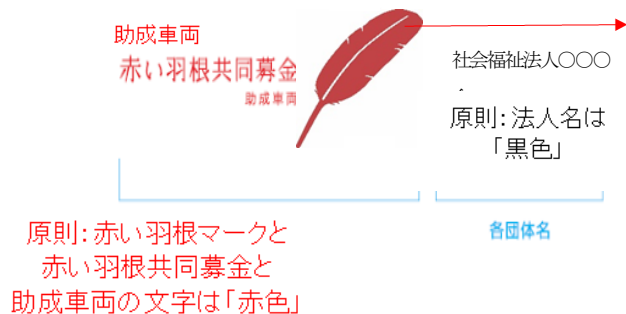 助成車両
赤い羽根共同募金
助成車両
社会福祉法人〇〇〇
原則：法人名は
「黒色」
各団体名
原則：赤い羽根マークと
赤い羽根共同募金と
助成車両の文字は「赤色」